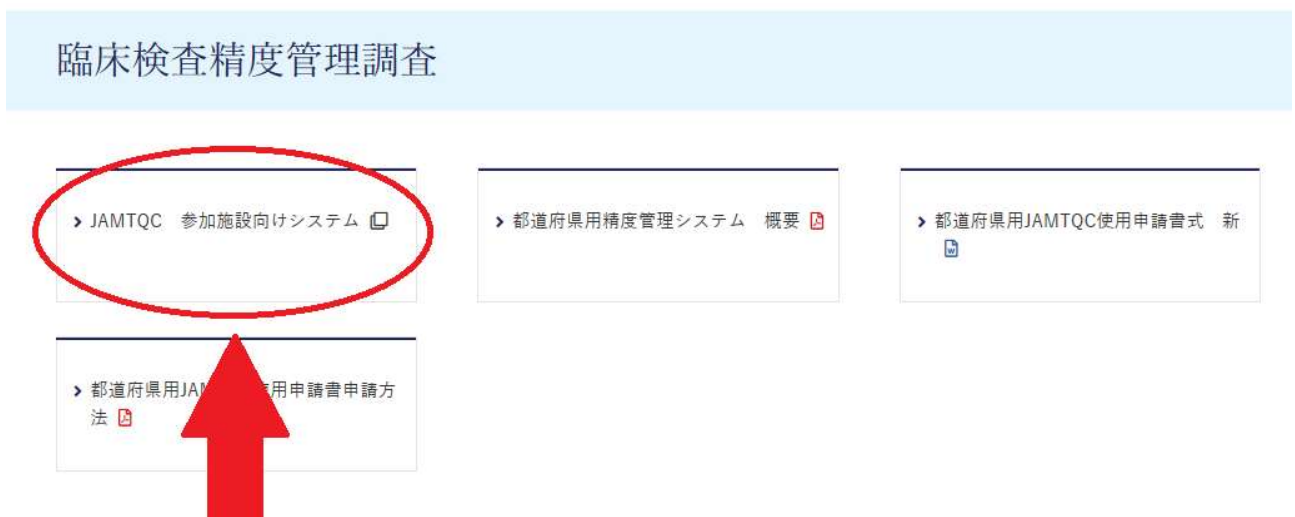 臨床検査精度管理調査
JAMTQC　参加施設向けシステム
都道府県用精度管理システム　概要
都道府県用JAMTQC使用申請書式　新
都道府県用JAM 用申請書申請方
法